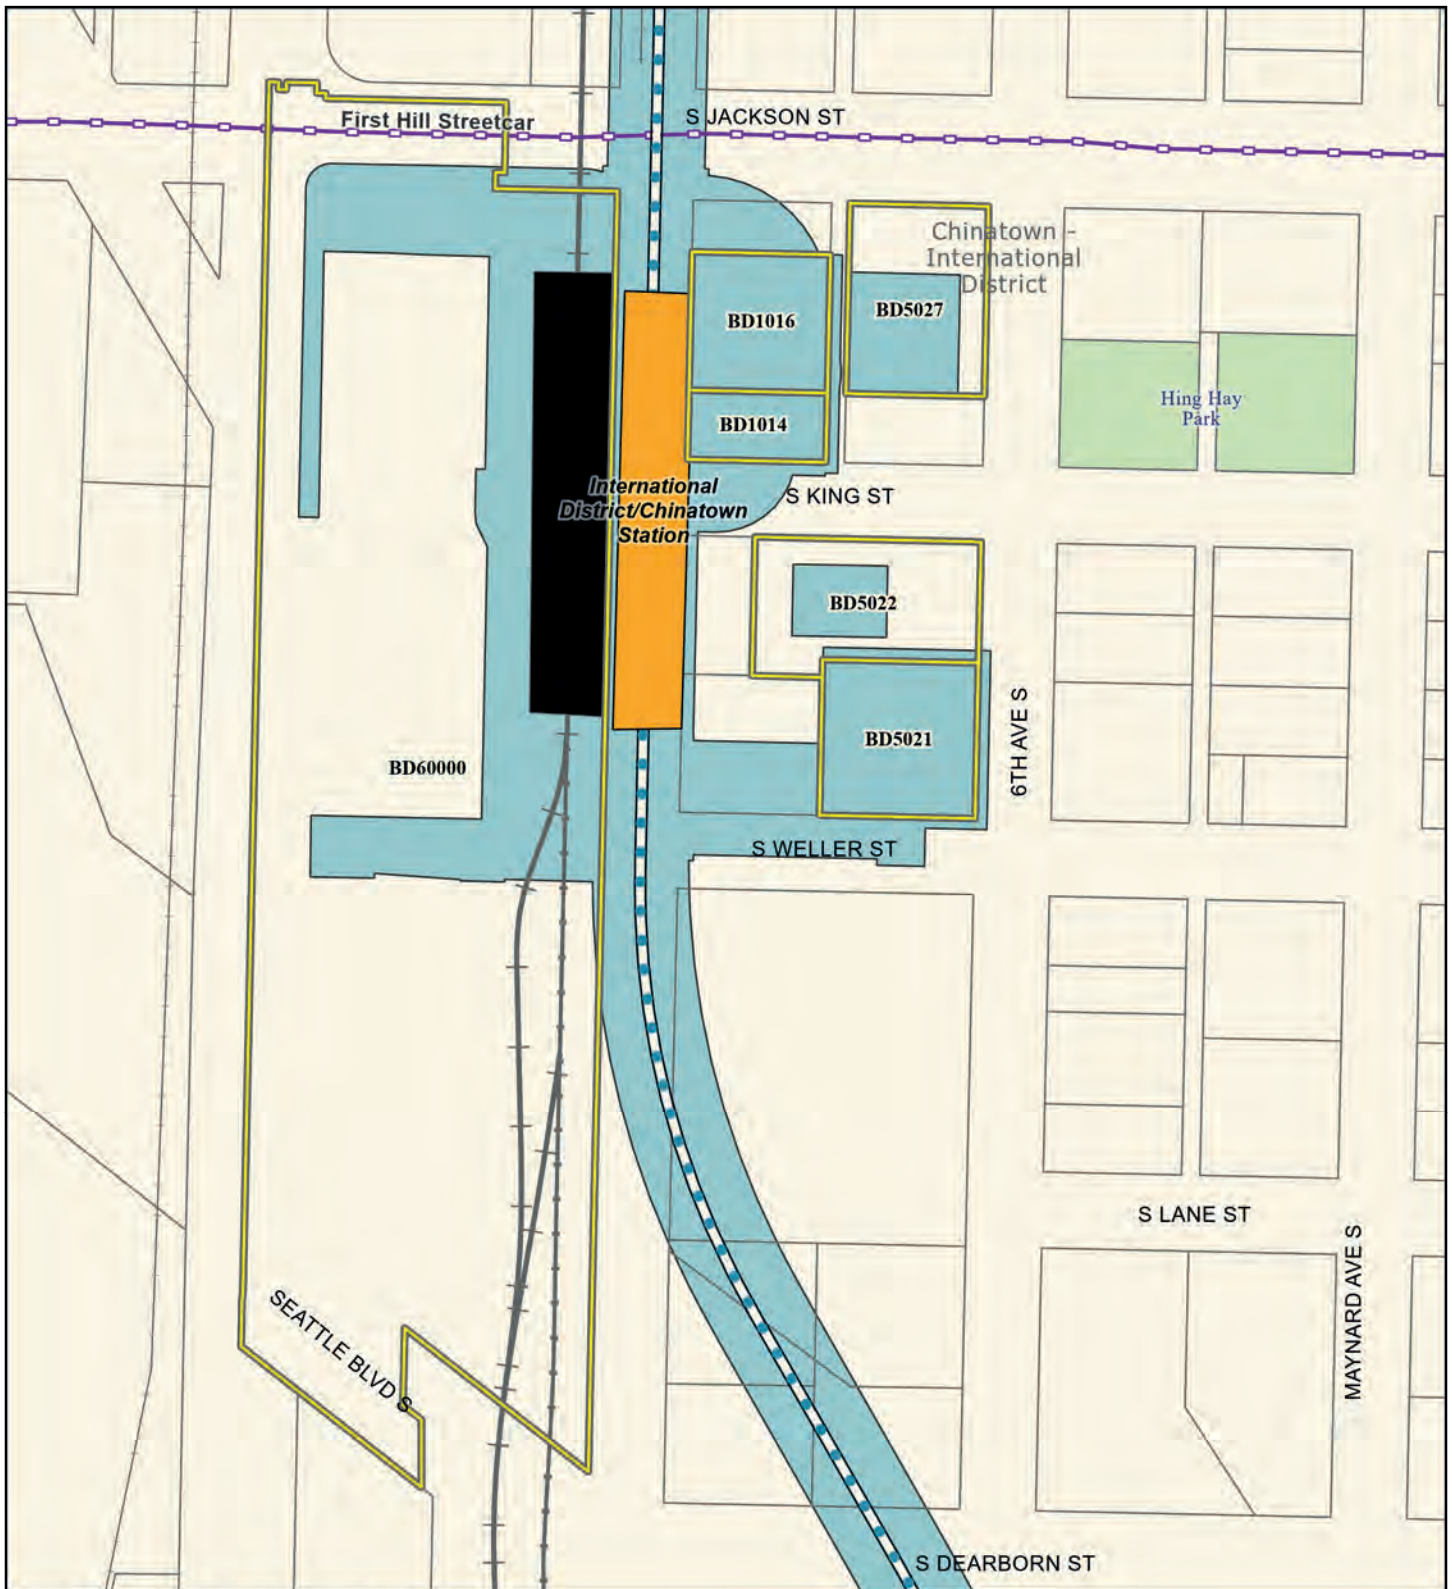 S JACKSON ST
First Hill Streetcar
Chinatown -
International
District
BD1016
BD5027
Hing Hay
Park
BD1014
International
District/Chinatown
Station
S KING ST
BD5022
6TH AVE S
BD5021
BD60000
S WELLER ST
S LANE ST
MAYNARD AVE S
SEATTLE BLVD S
S DEARBORN ST